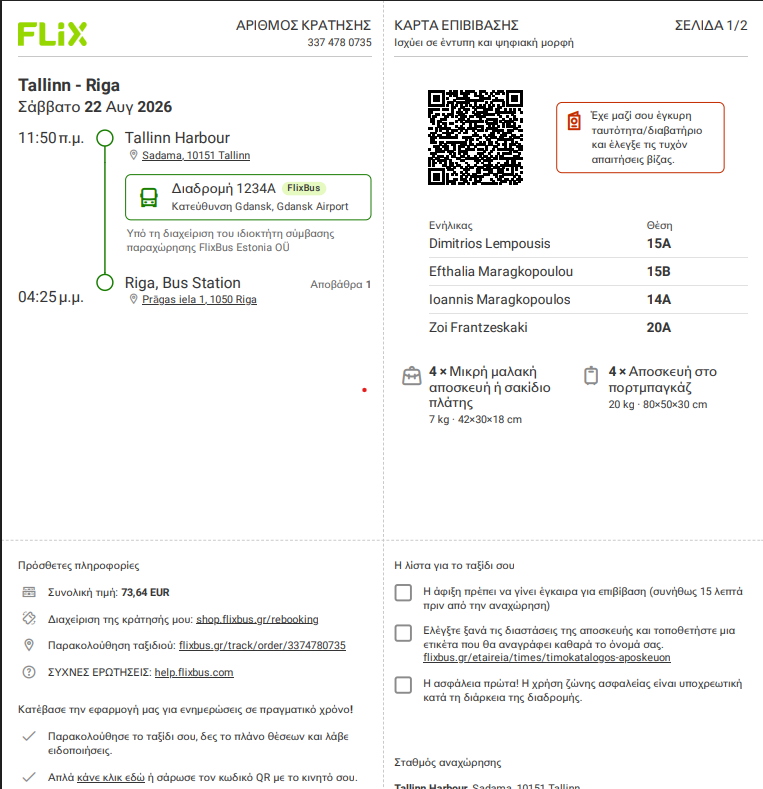 FLiX
ΑΡΙΘΜΟΣ ΚΡΑΤΗΣΗΣ
337 478 0735
Tallinn - Riga
Σάββατο 22 Αυγ 2026
11:50 π.μ.
Tallinn Harbour
Sadama, 10151 Tallinn
Διαδρομή 1234A FlixBus
Κατεύθυνση Gdansk, Gdansk Airport
Υπό τη διαχείριση του ιδιοκτήτη σύμβασης
παραχώρησης FlixBus Estonia OÜ
Riga, Bus Station
Αποβάθρα 1
04:25 μ.μ.
Prāgas iela 1, 1050 Riga
ΚΑΡΤΑ ΕΠΙΒΙΒΑΣΗΣ
ΣΕΛΙΔΑ 1/2
Ισχύει σε έντυπη και ψηφιακή μορφή
Έχε μαζί σου έγκυρη
ταυτότητα/διαβατήριο
και έλεγξε τις τυχόν
απαιτήσεις βίζας.
Ενήλικας Θέση
Dimitrios Lempousis 15A
Efthalia Maragkopoulou 15B
Ioannis Maragkopoulos 14A
Zoi Frantzeskaki 20A
4 × Μικρή μαλακή
αποσκευή ή σακίδιο
πλάτης
7 kg · 42×30×18 cm
4 × Αποσκευή στο
πορτμπαγκάζ
20 kg · 80×50×30 cm
Πρόσθετες πληροφορίες
Συνολική τιμή: 73,64 EUR
Διαχείριση της κράτησής μου: shop.flixbus.gr/rebooking
Παρακολούθηση ταξιδιού: flixbus.gr/track/order/3374780735
ΣΥΧΝΕΣ ΕΡΩΤΗΣΕΙΣ: help.flixbus.com
Κατέβασε την εφαρμογή μας για ενημερώσεις σε πραγματικό χρόνο!
Παρακολούθησε το ταξίδι σου, δες το πλάνο θέσεων και λάβε
ειδοποιήσεις.
Απλά κάνε κλικ εδώ ή σάρωσε τον κωδικό QR με το κινητό σου.
Η λίστα για το ταξίδι σου
Η άφιξη πρέπει να γίνει έγκαιρα για επιβίβαση (συνήθως 15 λεπτά
πριν από την αναχώρηση)
Ελέγξτε ξανά τις διαστάσεις της αποσκευής και τοποθετήστε μια
ετικέτα που θα αναγράφει καθαρά το όνομά σας.
flixbus.gr/etaireia/times/timokatalogos-aposkeuon
Η ασφάλεια πρώτα! Η χρήση ζώνης ασφαλείας είναι υποχρεωτική
κατά τη διάρκεια της διαδρομής.
Σταθμός αναχώρησης
Tallinn Harbour, Sadama, 10151 Tallinn